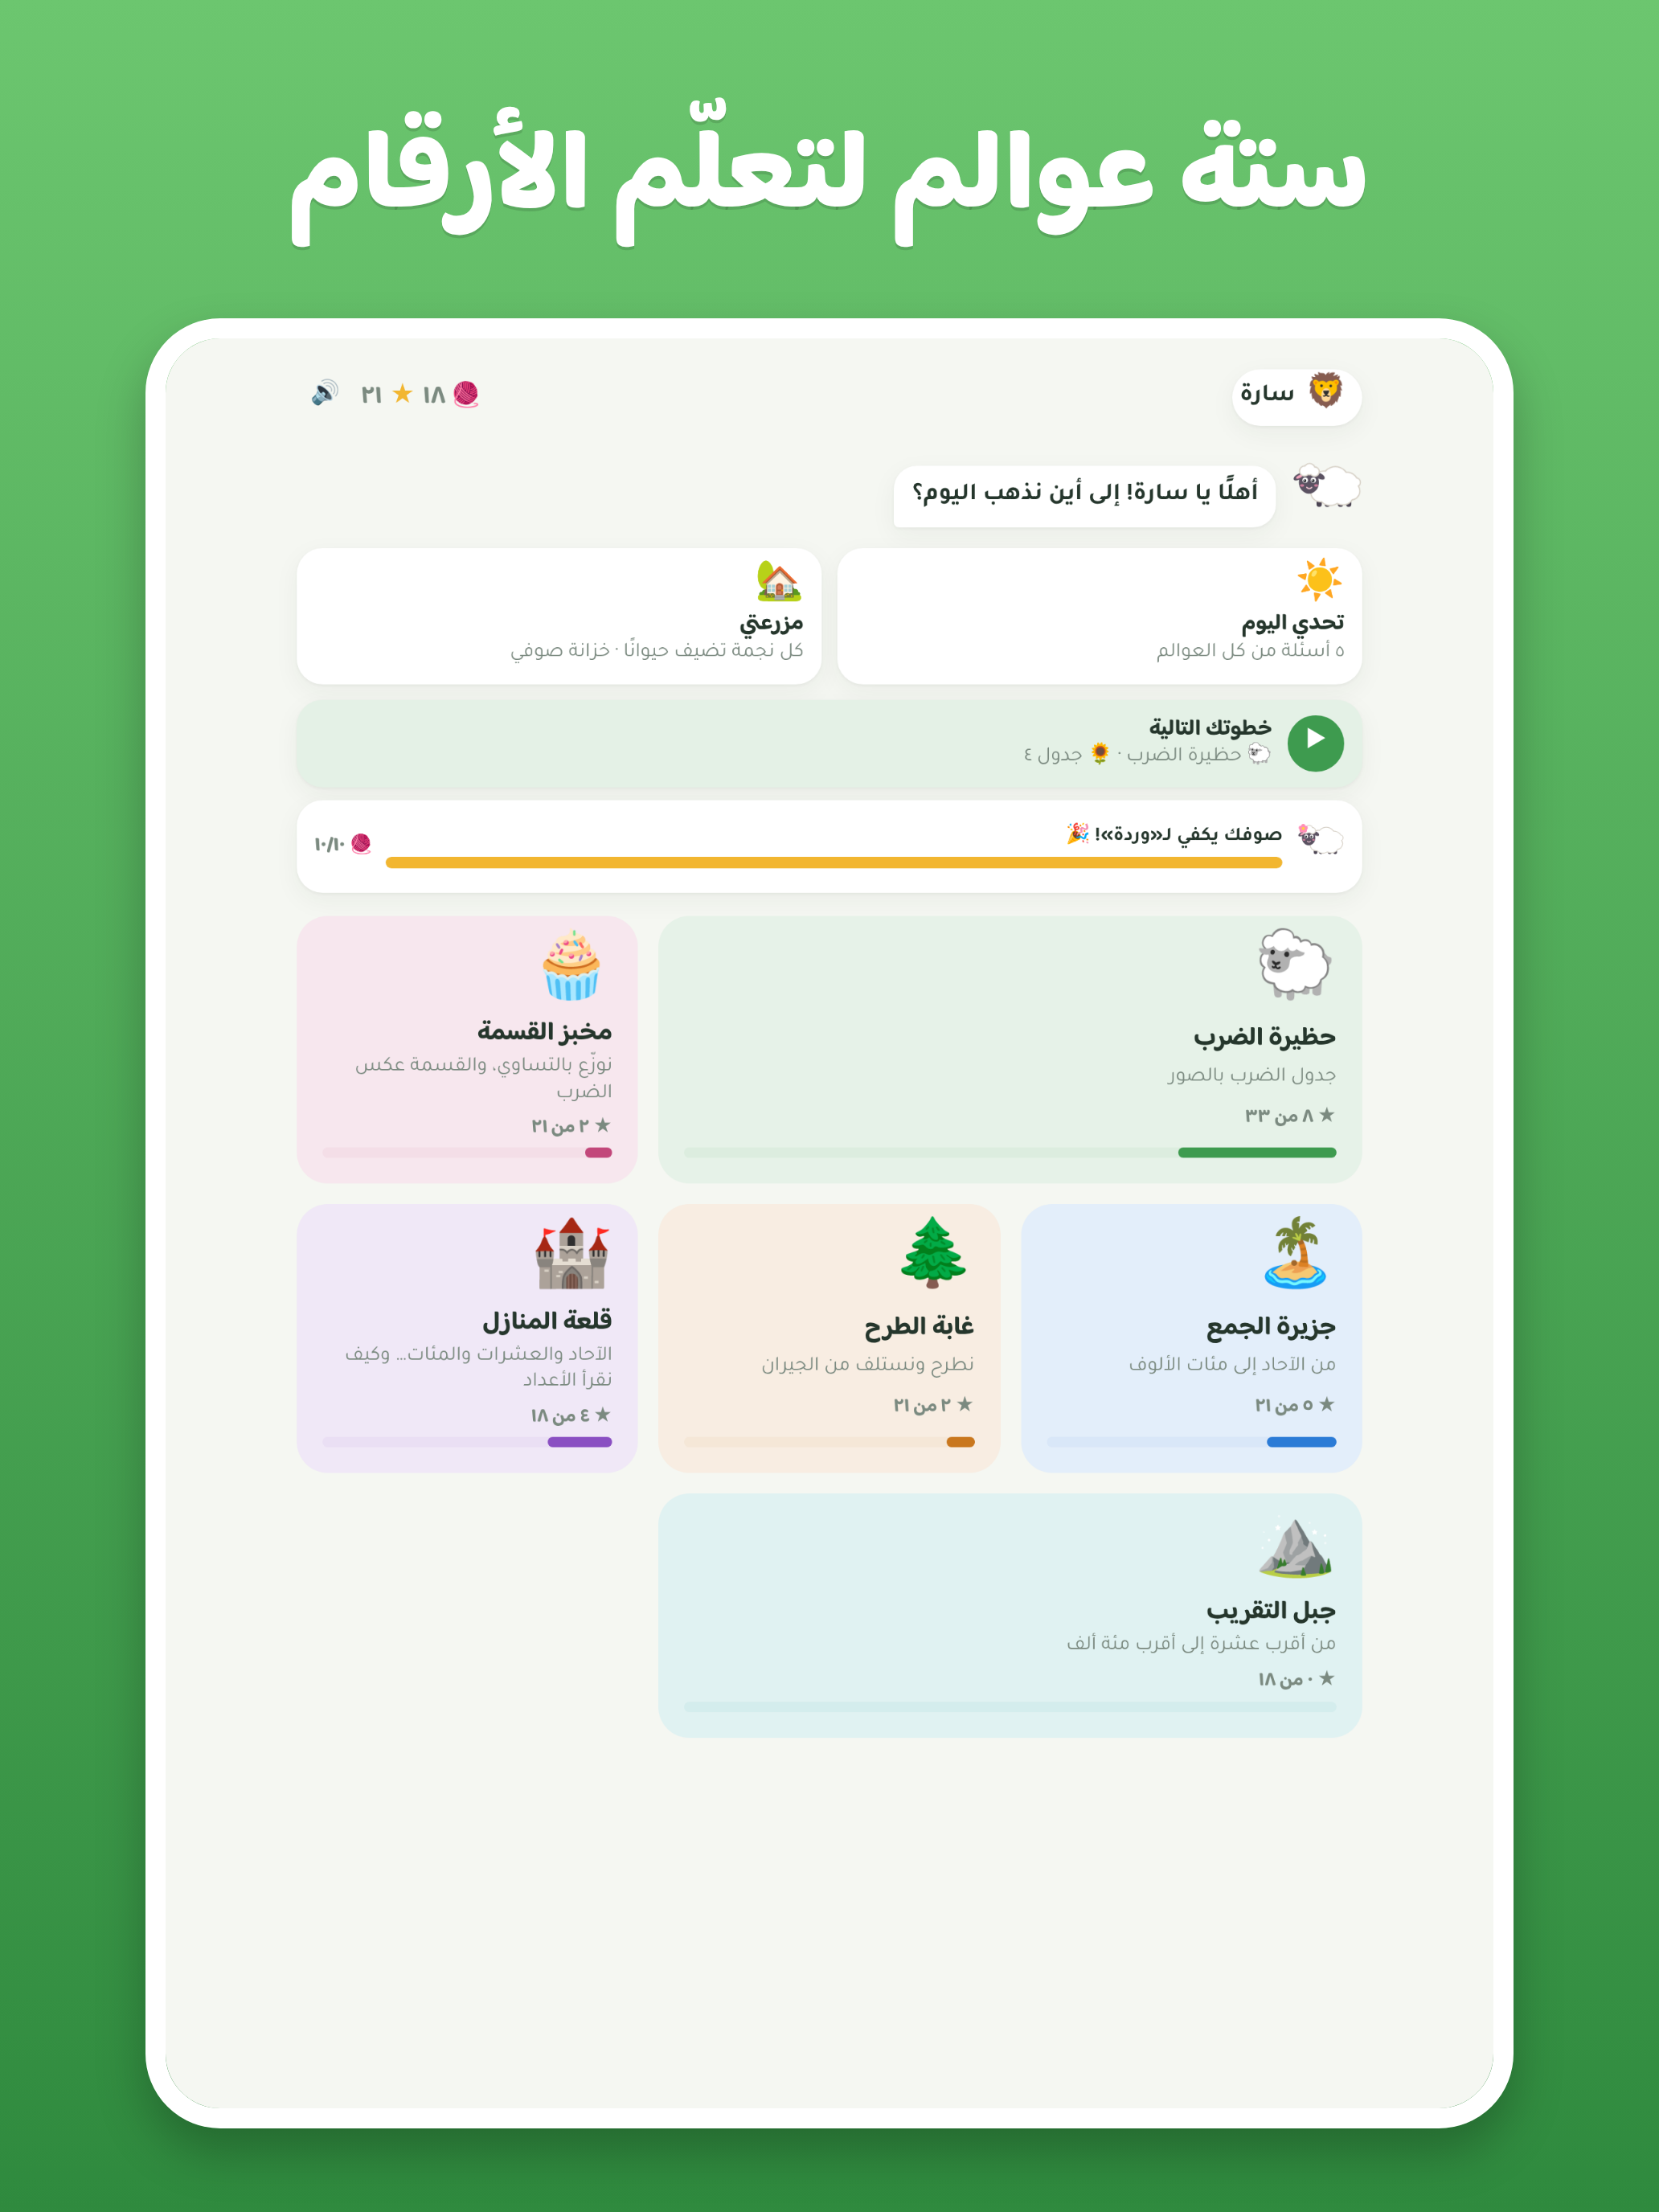 ستة عوالم لتعلّم الأرقام
سارة
١٨ ★ ٢١
أهلًا يا سارة! إلى أين نذهب اليوم؟
تحدي اليوم
٥ أسئلة من كل العوالم
مزرعتي
كل نجمة تضيف حيوانًا · خزانة صوفي
خطوتك التالية
حظيرة الضرب · جدول ٤
صوفك يكفي لـ«وردة»!
١٠/١٠
حظيرة الضرب
جدول الضرب بالصور
★ ٨ من ٣٣
مخبز القسمة
نوزّع بالتساوي، والقسمة عكس
الضرب
★ ٢ من ٢١
جزيرة الجمع
من الآحاد إلى مئات الألوف
★ ٥ من ٢١
غابة الطرح
نطرح ونستلف من الجيران
★ ٢ من ٢١
قلعة المنازل
الآحاد والعشرات والمئات… وكيف
نقرأ الأعداد
★ ٤ من ١٨
جبل التقريب
من أقرب عشرة إلى أقرب مئة ألف
★ ٠ من ١٨